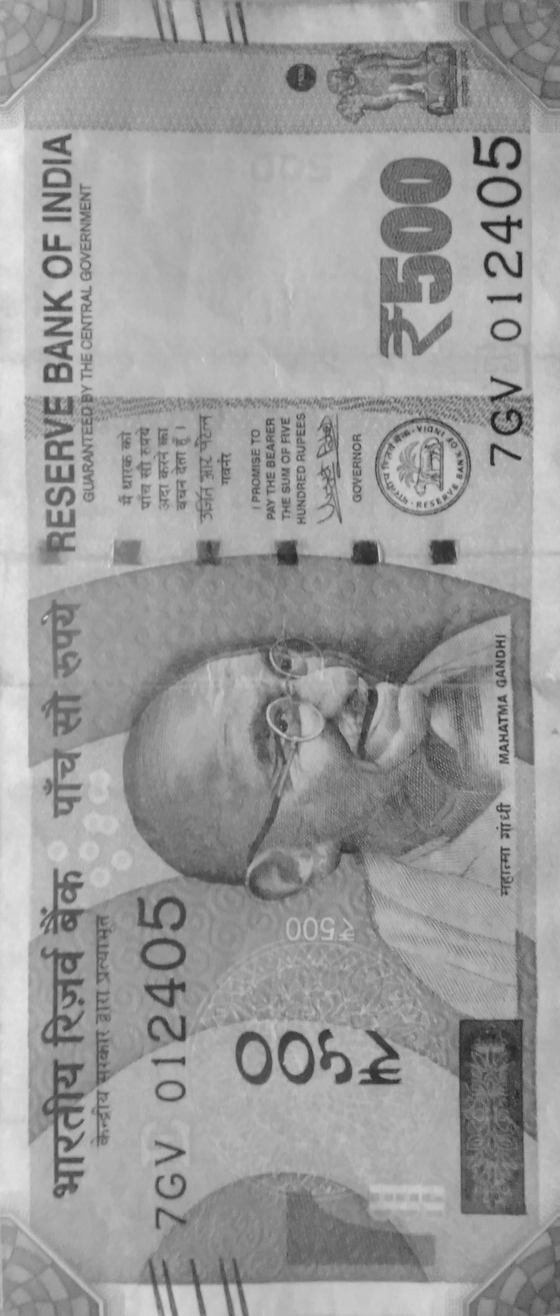 भारतीय रिज़र्व बैंक पाँच सौ रुपये RESERVE BANK OF INDIA
केन्द्रीय सरकार द्वारा प्रत्याभूत
GUARANTEED BY THE CENTRAL GOVERNMENT
7GV 012405
₹500
₹५००
मैं धारक को
पाँच सौ रुपये
अदा करने का
वचन देता हूँ।
उर्जित आर पटेल
गवर्नर
I PROMISE TO
PAY THE BEARER
THE SUM OF FIVE
HUNDRED RUPEES
GOVERNOR
भारतीय रिज़र्व बैंक
RESERVE BANK OF INDIA
₹500
7GV 012405
महात्मा गांधी MAHATMA GANDHI